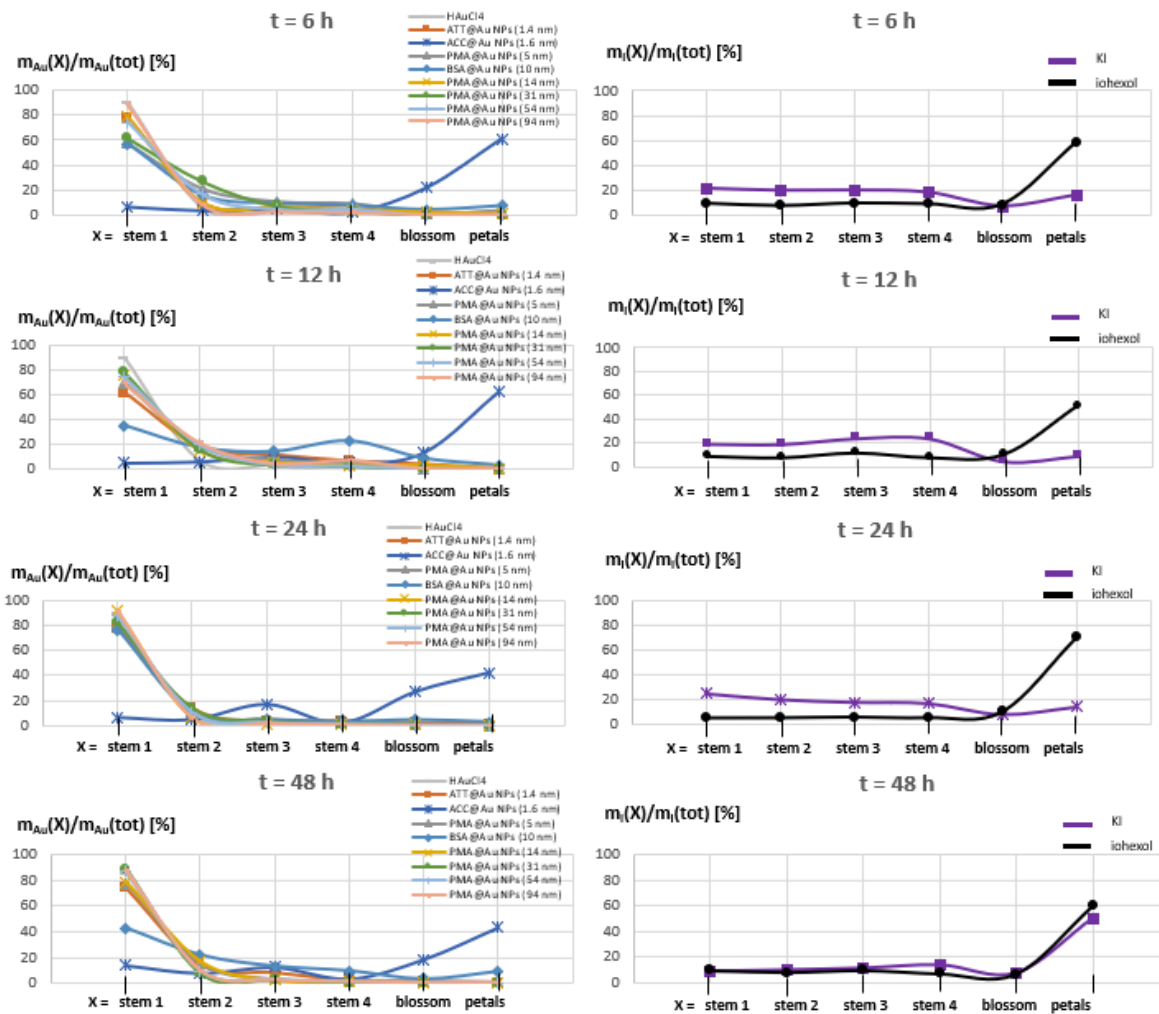 t = 6 h
mAu(X)/mAu(tot) [%]
HAuCl4
ATT@Au NPs (1.4 nm)
ACC@Au NPs (1.6 nm)
PMA@Au NPs (5 nm)
BSA@Au NPs (10 nm)
PMA@Au NPs (14 nm)
PMA@Au NPs (31 nm)
PMA@Au NPs (54 nm)
PMA@Au NPs (94 nm)
100
80
60
40
20
0
X = stem 1 stem 2 stem 3 stem 4 blossom petals
t = 6 h
mI(X)/mI(tot) [%]
KI
iohexol
100
80
60
40
20
0
X = stem 1 stem 2 stem 3 stem 4 blossom petals
t = 12 h
mAu(X)/mAu(tot) [%]
HAuCl4
ATT@Au NPs (1.4 nm)
ACC@Au NPs (1.6 nm)
PMA@Au NPs (5 nm)
BSA@Au NPs (10 nm)
PMA@Au NPs (14 nm)
PMA@Au NPs (31 nm)
PMA@Au NPs (54 nm)
PMA@Au NPs (94 nm)
100
80
60
40
20
0
X = stem 1 stem 2 stem 3 stem 4 blossom petals
t = 12 h
mI(X)/mI(tot) [%]
KI
iohexol
100
80
60
40
20
0
X = stem 1 stem 2 stem 3 stem 4 blossom petals
t = 24 h
mAu(X)/mAu(tot) [%]
HAuCl4
ATT@Au NPs (1.4 nm)
ACC@Au NPs (1.6 nm)
PMA@Au NPs (5 nm)
BSA@Au NPs (10 nm)
PMA@Au NPs (14 nm)
PMA@Au NPs (31 nm)
PMA@Au NPs (54 nm)
PMA@Au NPs (94 nm)
100
80
60
40
20
0
X = stem 1 stem 2 stem 3 stem 4 blossom petals
t = 24 h
mI(X)/mI(tot) [%]
KI
iohexol
100
80
60
40
20
0
X = stem 1 stem 2 stem 3 stem 4 blossom petals
t = 48 h
mAu(X)/mAu(tot) [%]
HAuCl4
ATT@Au NPs (1.4 nm)
ACC@Au NPs (1.6 nm)
PMA@Au NPs (5 nm)
BSA@Au NPs (10 nm)
PMA@Au NPs (14 nm)
PMA@Au NPs (31 nm)
PMA@Au NPs (54 nm)
PMA@Au NPs (94 nm)
100
80
60
40
20
0
X = stem 1 stem 2 stem 3 stem 4 blossom petals
t = 48 h
mI(X)/mI(tot) [%]
KI
iohexol
100
80
60
40
20
0
X = stem 1 stem 2 stem 3 stem 4 blossom petals